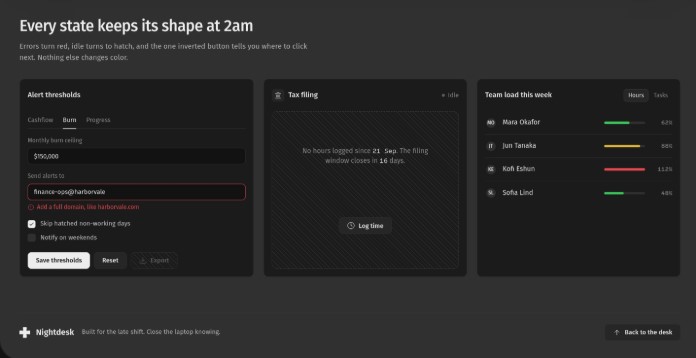 Every state keeps its shape at 2am
Errors turn red, idle turns to hatch, and the one inverted button tells you where to click
next. Nothing else changes color.
Alert thresholds
Cashflow Burn Progress
Monthly burn ceiling
$150,000
Send alerts to
finance-ops@harborvale
Add a full domain, like harborvale.com
Skip hatched non-working days
Notify on weekends
Save thresholds Reset Export
Tax filing
Idle
No hours logged since 21 Sep. The filing
window closes in 16 days.
Log time
Team load this week
Hours Tasks
MO Mara Okafor 62%
JT Jun Tanaka 88%
KE Kofi Eshun 112%
SL Sofia Lind 48%
Nightdesk Built for the late shift. Close the laptop knowing.
Back to the desk